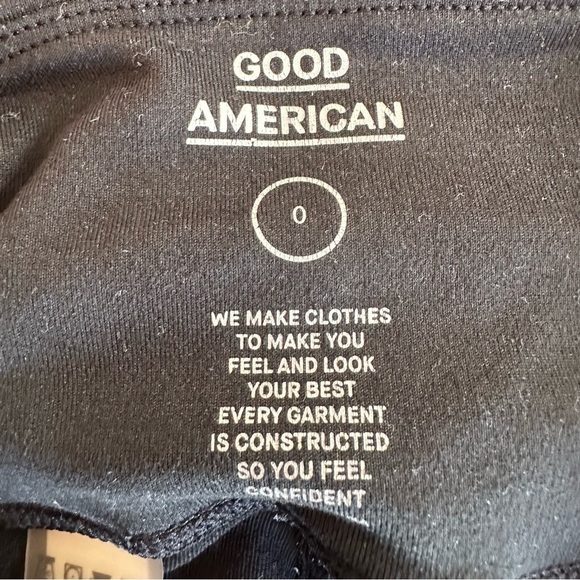 GOOD
AMERICAN
0
WE MAKE CLOTHES
TO MAKE YOU
FEEL AND LOOK
YOUR BEST
EVERY GARMENT
IS CONSTRUCTED
SO YOU FEEL
CONFIDENT